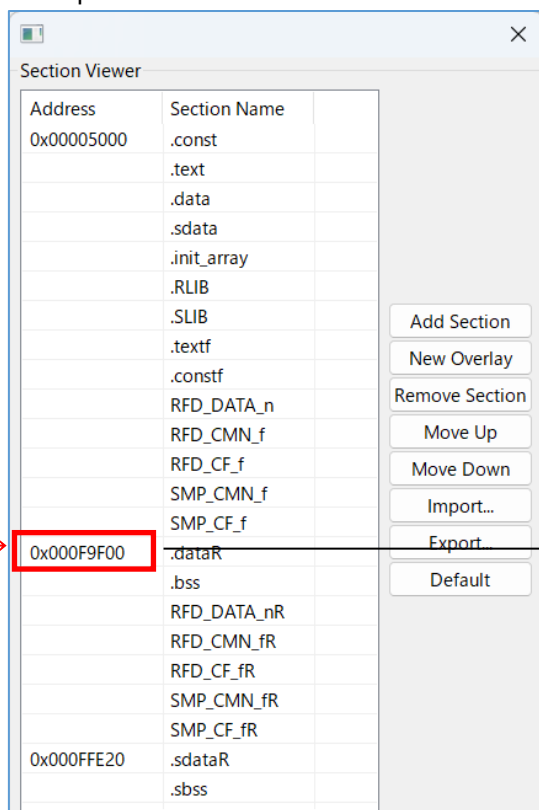 Section Viewer
Address Section Name
0x00005000 .const
.text
.data
.sdata
.init_array
.RLIB
.SLIB
.textf
.constf
RFD_DATA_n
RFD_CMN_f
RFD_CF_f
SMP_CMN_f
SMP_CF_f
0x000F9F00 .dataR
.bss
RFD_DATA_nR
RFD_CMN_fR
RFD_CF_fR
SMP_CMN_fR
SMP_CF_fR
0x000FFE20 .sdataR
.sbss
Add Section
New Overlay
Remove Section
Move Up
Move Down
Import...
Export...
Default